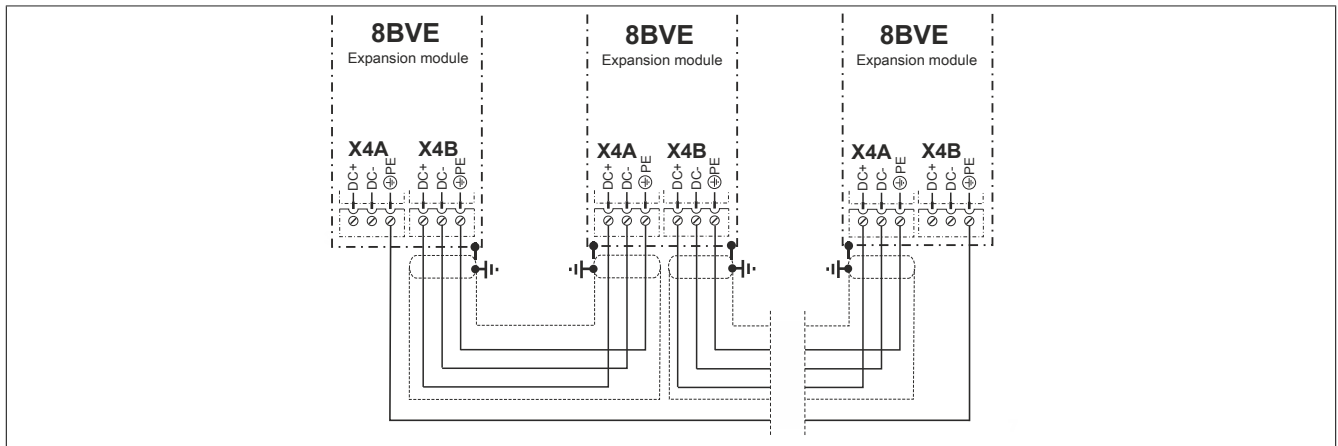 8BVE
Expansion module
X4A X4B
DC+
DC-
PE
DC+
DC-
PE
8BVE
Expansion module
X4A X4B
DC+
DC-
PE
DC+
DC-
PE
8BVE
Expansion module
X4A X4B
DC+
DC-
PE
DC+
DC-
PE